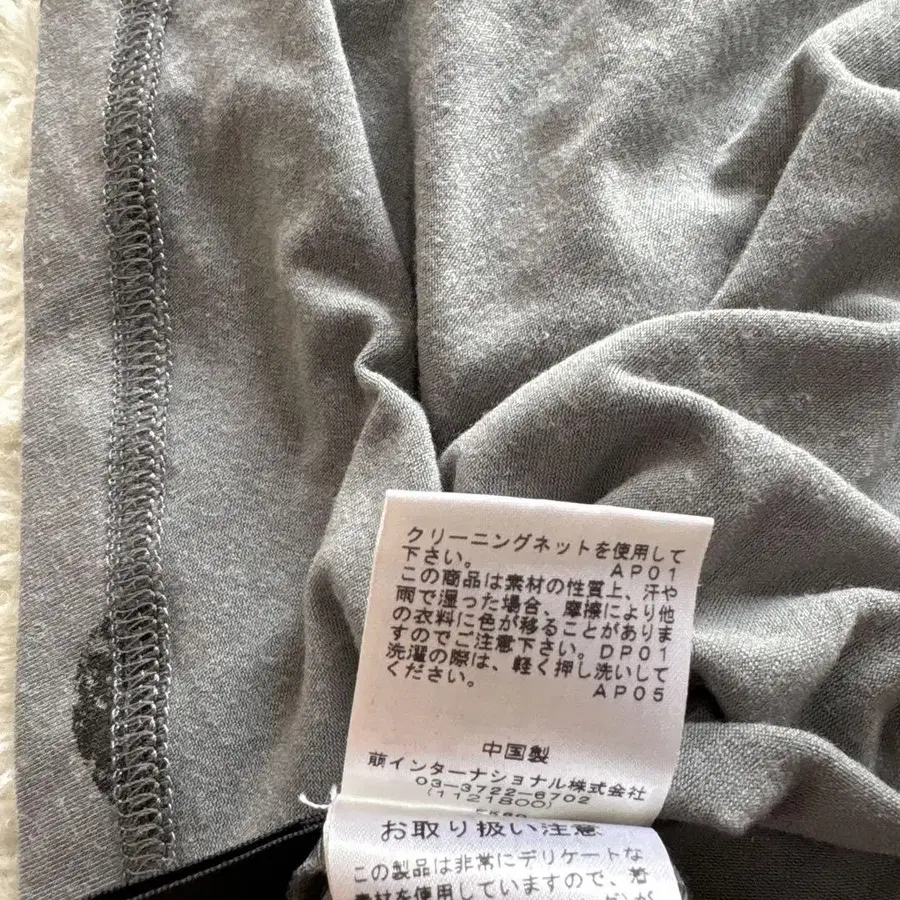 クリーニングネットを使用して
下さい。 AP01
この商品は素材の性質上、汗や
雨で湿った場合、摩擦により他
の衣料に色が移ることがありま
すのでご注意下さい。DP01
洗濯の際は、軽く押し洗いして
ください。 AP05
中国製
萠インターナショナル株式会社
03-3722-6702
(1121800)
お取り扱い注意
この製品は非常にデリケートな
素材を使用していますので、着